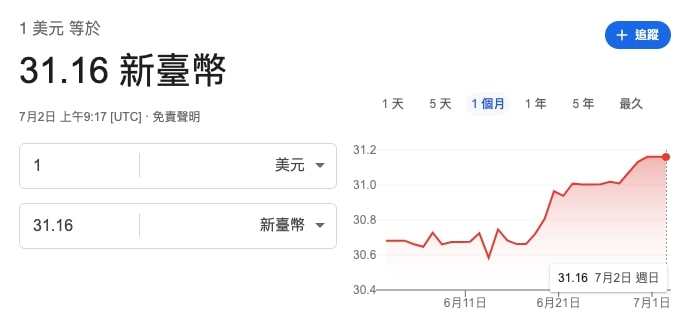 1 美元 等於
31.16 新臺幣
7月2日 上午9:17 [UTC] · 免責聲明
1 美元
31.16 新臺幣
+ 追蹤
1 天 5 天 1 個月 1 年 5 年 最久
31.2
31.0
30.8
30.6
30.4
31.16 7月2日 週日
6月11日 6月21日 7月1日